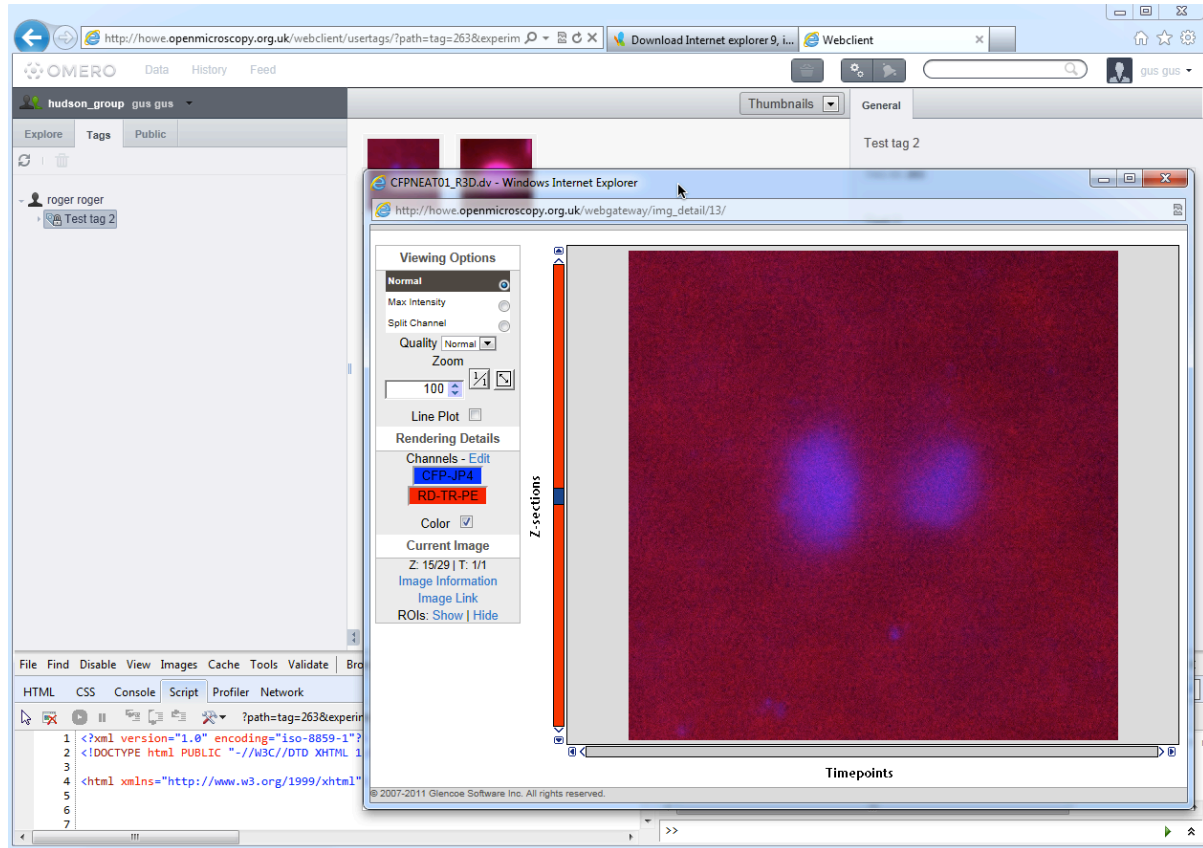 http://howe.openmicroscopy.org.uk/webclient/usertags/?path=tag=263&experim
Download Internet explorer 9, i...
Webclient
OMERO
Data History Feed
gus gus
hudson_group gus gus
Thumbnails
General
Explore Tags Public
Test tag 2
roger roger
Test tag 2
CFPNEAT01_R3D.dv - Windows Internet Explorer
http://howe.openmicroscopy.org.uk/webgateway/img_detail/13/
Viewing Options
Normal
Max Intensity
Split Channel
Quality Normal
Zoom
100
1/1
Line Plot
Rendering Details
Channels - Edit
CFP-JP4
RD-TR-PE
Color
Current Image
Z: 15/29 | T: 1/1
Image Information
Image Link
ROIs: Show | Hide
Z-sections
Timepoints
© 2007-2011 Glencoe Software Inc. All rights reserved.
File Find Disable View Images Cache Tools Validate Bro
HTML CSS Console Script Profiler Network
?path=tag=263&experin
1 <?xml version="1.0" encoding="iso-8859-1"?
2 <!DOCTYPE html PUBLIC "-//W3C//DTD XHTML 1
3
4 <html xmlns="http://www.w3.org/1999/xhtml"
5
6
7
>>